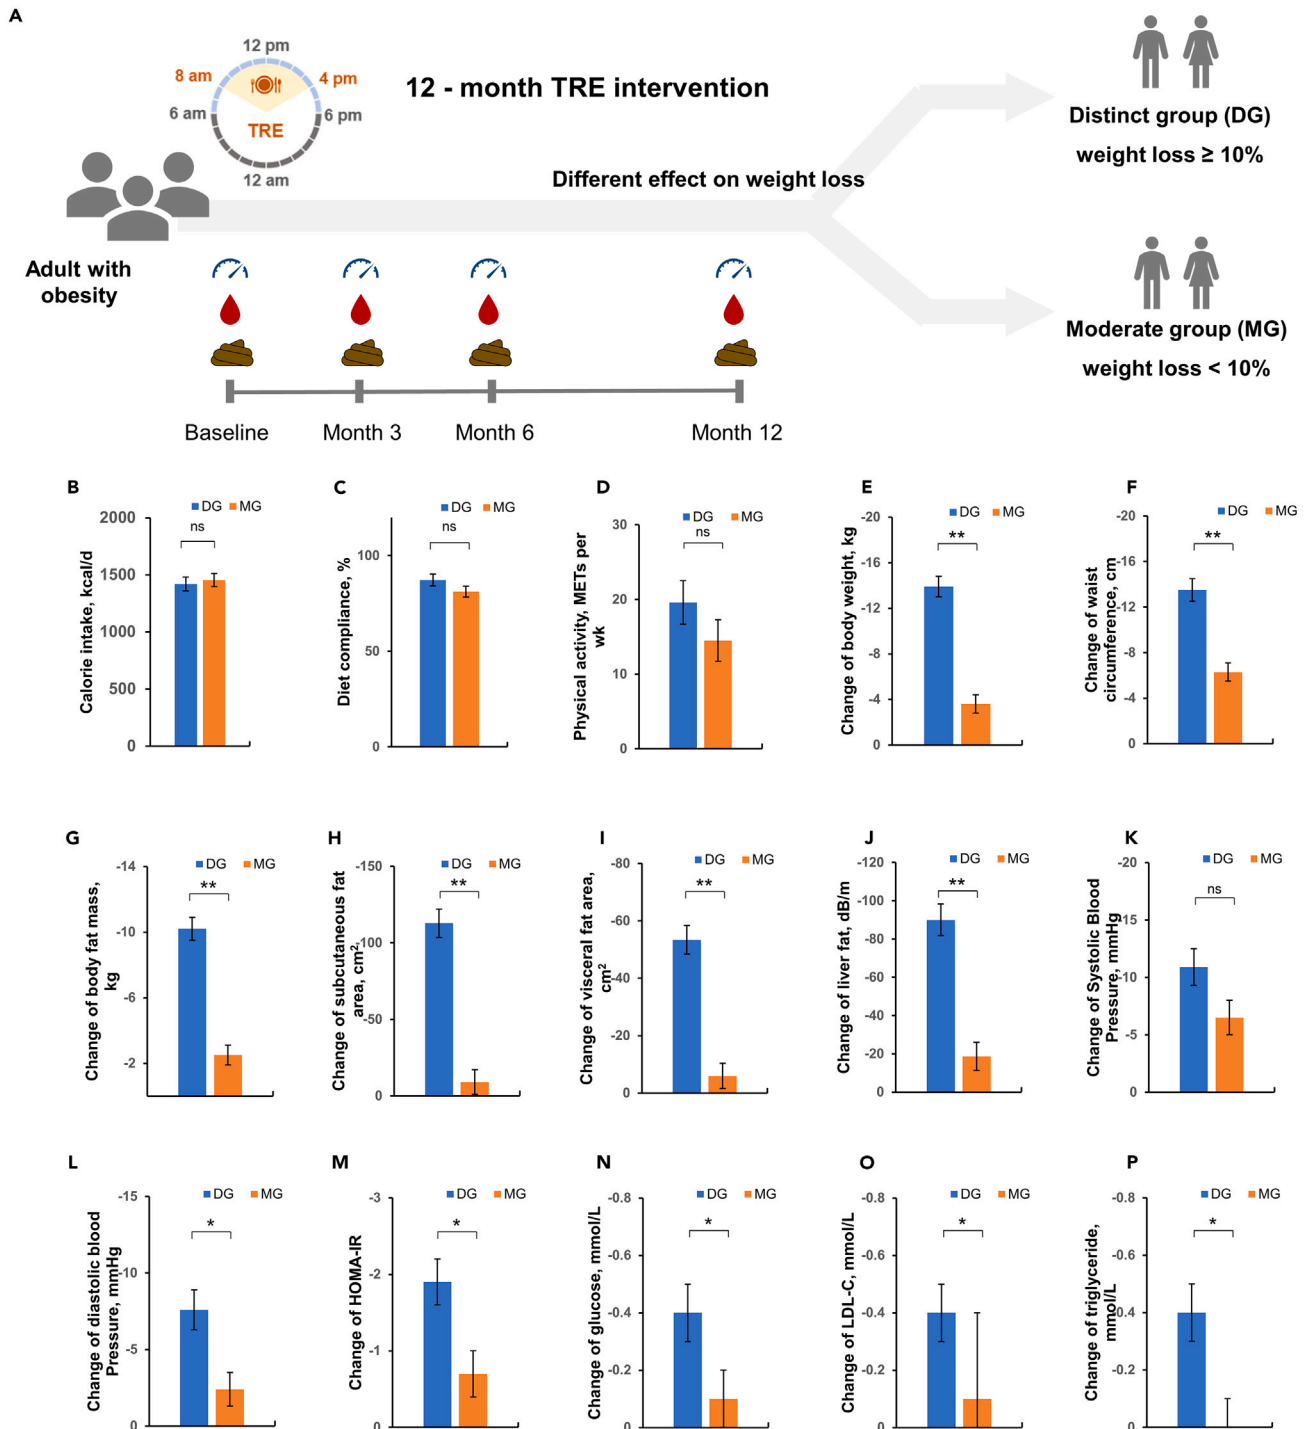 A
12 pm
8 am
4 pm
6 am
6 pm
TRE
12 am
12 - month TRE intervention
Different effect on weight loss
Distinct group (DG)
weight loss ≥ 10%
Adult with
obesity
Moderate group (MG)
weight loss < 10%
Baseline
Month 3
Month 6
Month 12
B
DG MG
ns
Calorie intake, kcal/d
2000
1500
1000
500
0
C
DG MG
ns
Diet compliance, %
100
50
0
D
DG MG
ns
Physical activity, METs per
wk
30
20
10
0
E
DG MG
**
Change of body weight, kg
-20
-16
-12
-8
-4
0
F
DG MG
**
Change of waist
circumference, cm
-20
-16
-12
-8
-4
0
G
DG MG
**
Change of body fat mass,
kg
-14
-10
-6
-2
H
DG MG
**
Change of subcutaneous fat
area, cm²,
-150
-100
-50
0
I
DG MG
**
Change of visceral fat area,
cm²
-80
-60
-40
-20
0
J
DG MG
**
Change of liver fat, dB/m
-120
-100
-80
-60
-40
-20
0
K
DG MG
ns
Change of Systolic Blood
Pressure, mmHg
-20
-15
-10
-5
0
L
DG MG
*
Change of diastolic blood
Pressure, mmHg
-15
-10
-5
0
M
DG MG
*
Change of HOMA-IR
-3
-2
-1
0
N
DG MG
*
Change of glucose, mmol/L
-0.8
-0.6
-0.4
-0.2
0
O
DG MG
*
Change of LDL-C, mmol/L
-0.8
-0.6
-0.4
-0.2
0
P
DG MG
*
Change of triglyceride,
mmol/L
-0.8
-0.6
-0.4
-0.2
0